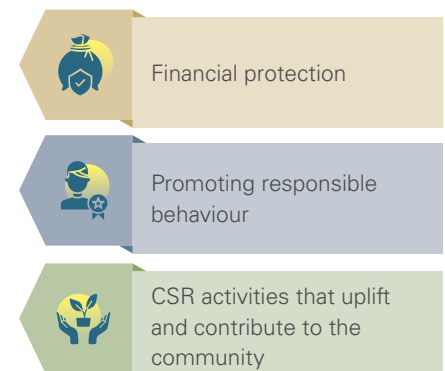 Financial protection
Promoting responsible
behaviour
CSR activities that uplift
and contribute to the
community